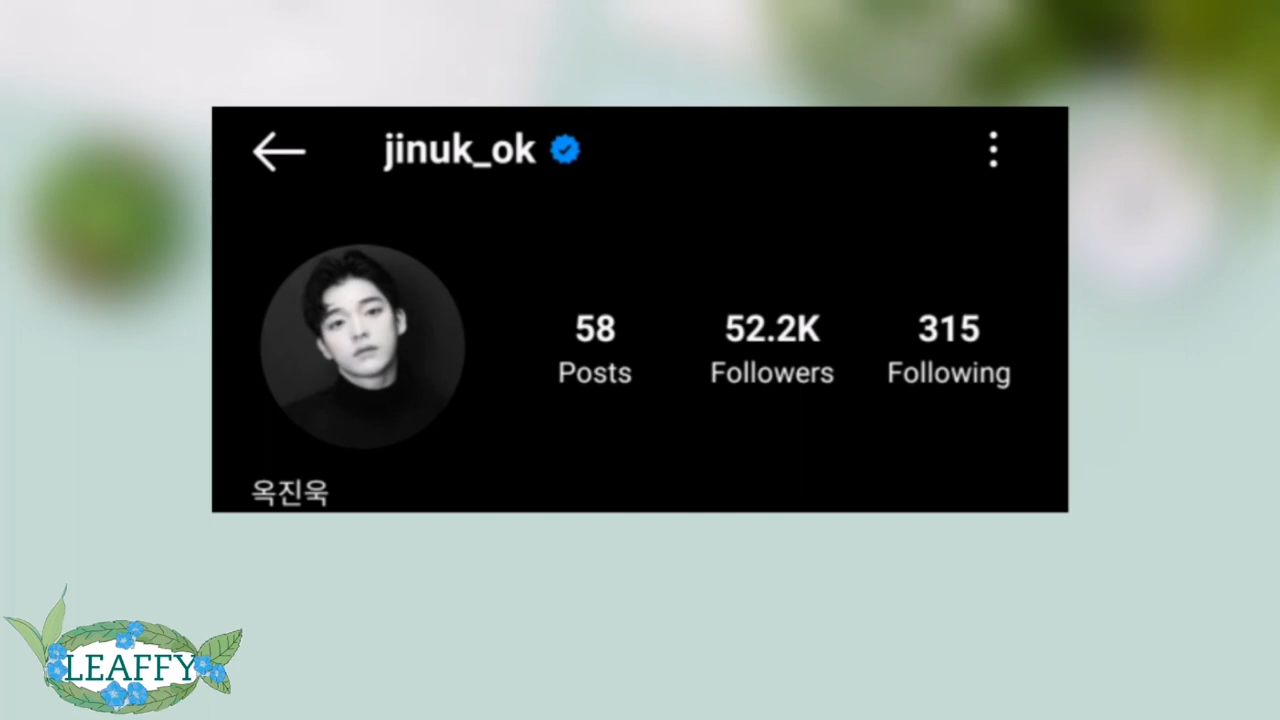 jinuk_ok
58 52.2K 315
Posts Followers Following
옥진욱
LEAFFY